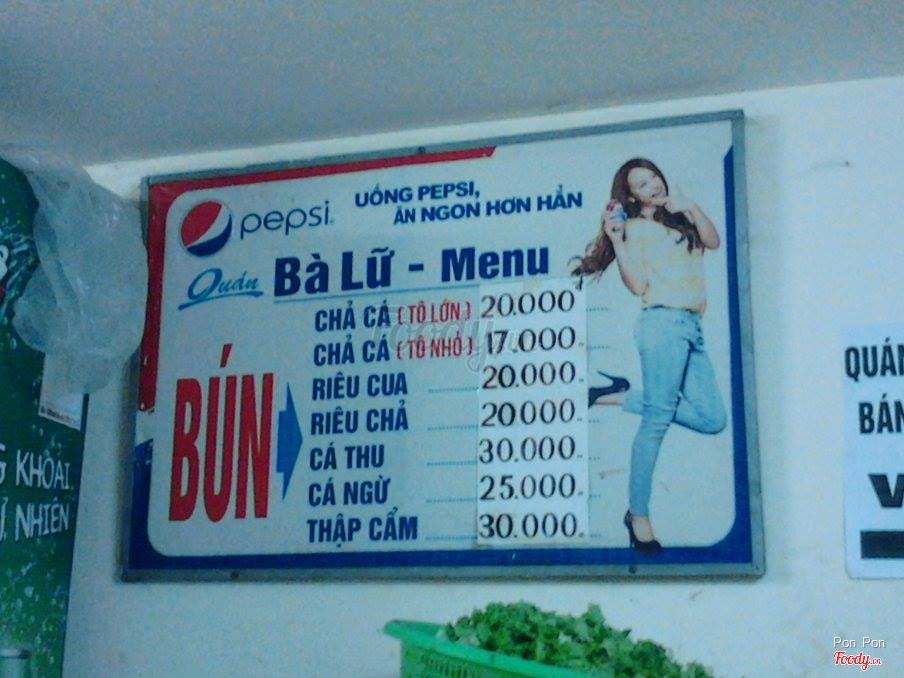 pepsi
UỐNG PEPSI,
ĂN NGON HƠN HẲN
Quán Bà Lữ - Menu
BÚN
CHẢ CÁ (TÔ LỚN) 20.000
CHẢ CÁ (TÔ NHỎ) 17.000
RIÊU CUA 20.000
RIÊU CHẢ 20000
CÁ THU 30.000
CÁ NGỪ 25.000
THẬP CẨM 30.000
KHOÁI
NHIÊN
QUÁN
BÁN
Foody
Pon Pon
Foody.vn